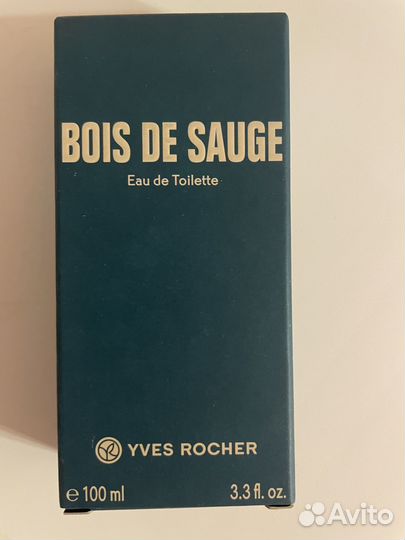 BOIS DE SAUGE
Eau de Toilette
YVES ROCHER
e 100 ml 3.3 fl. oz.
Avito